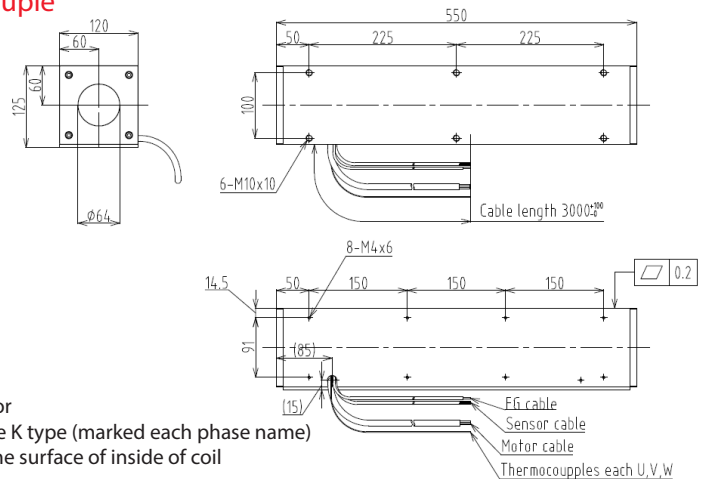 uple
120
60
60
125
φ64
550
50
225
225
100
6-M10x10
Cable length 3000 +100 -0
8-M4x6
14.5
50
150
150
150
0.2
91
(85)
(15)
FG cable
Sensor cable
Motor cable
Thermocoupples each U,V,W
or
e K type (marked each phase name)
he surface of inside of coil